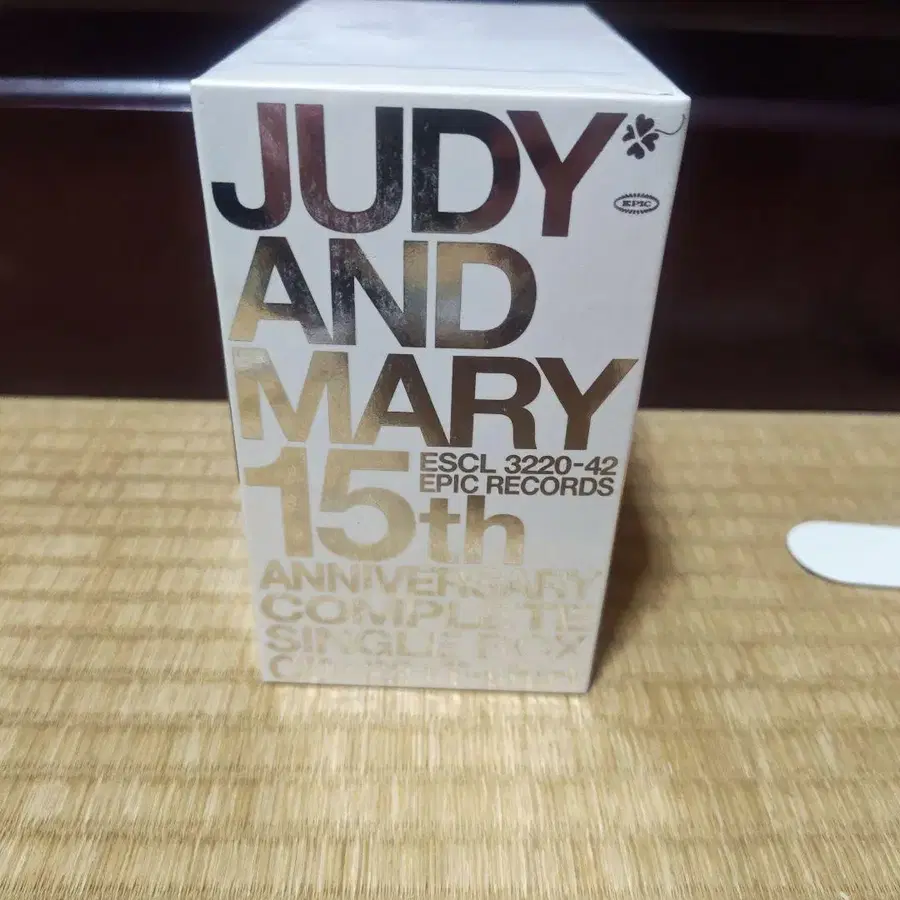 JUDY
EPIC
AND
MARY
ESCL 3220-42
EPIC RECORDS
15th
ANNIVERSARY
COMPLETE
SINGLE BOX